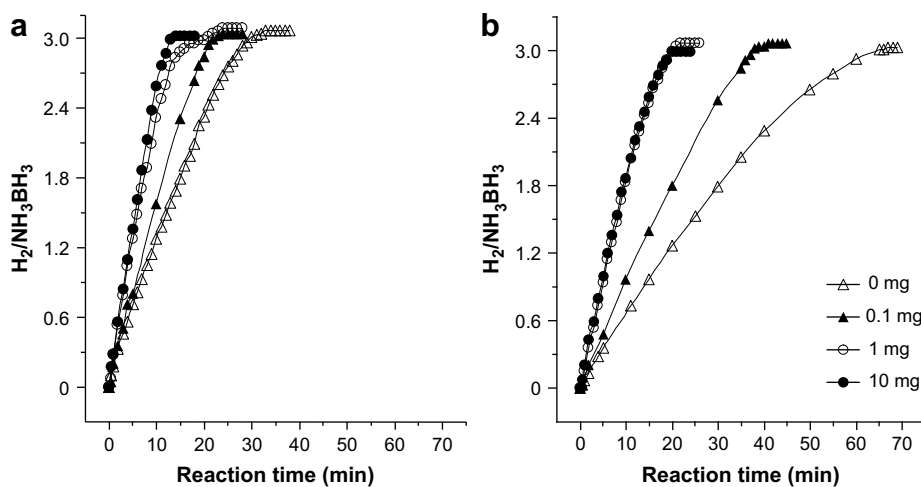 a
3.0
2.4
1.8
1.2
0.6
0
H2/NH3BH3
0 10 20 30 40 50 60 70
Reaction time (min)
b
3.0
2.4
1.8
1.2
0.6
0
H2/NH3BH3
0 10 20 30 40 50 60 70
Reaction time (min)
0 mg
0.1 mg
1 mg
10 mg